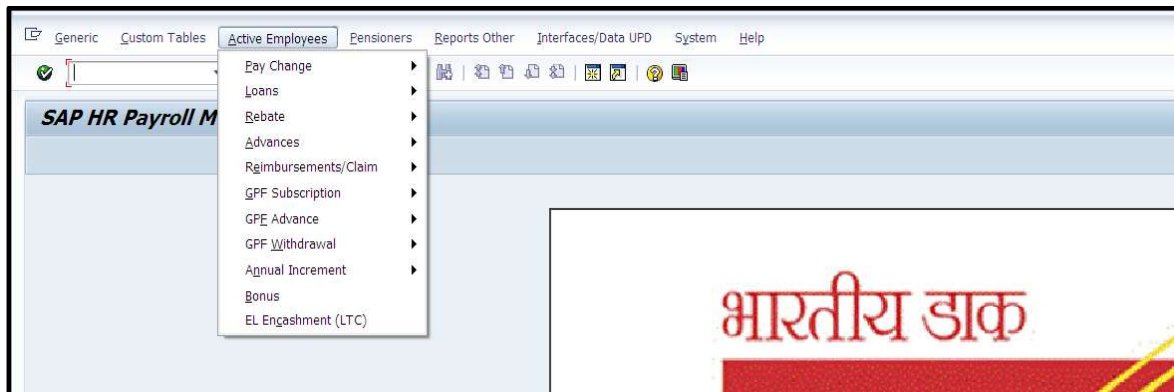 Generic Custom Tables Active Employees Pensioners Reports Other Interfaces/Data UPD System Help
SAP HR Payroll M
Pay Change
Loans
Rebate
Advances
Reimbursements/Claim
GPF Subscription
GPF Advance
GPF Withdrawal
Annual Increment
Bonus
EL Encashment (LTC)
भारतीय डाक